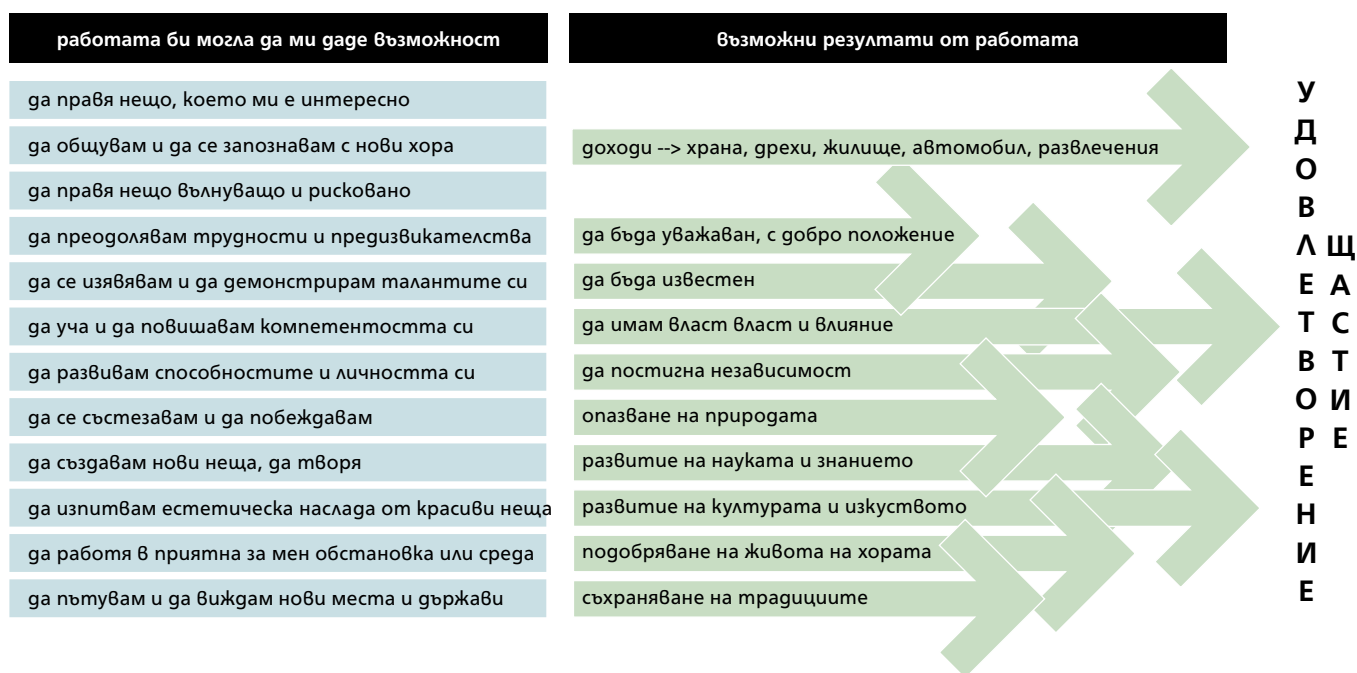 работата би могла да ми даде възможност
възможни резултати от работата
да правя нещо, което ми е интересно
да общувам и да се запознавам с нови хора
да правя нещо вълнуващо и рисковано
да преодолявам трудности и предизвикателства
да се изявявам и да демонстрирам талантите си
да уча и да повишавам компетентостта си
да развивам способностите и личността си
да се състезавам и да побеждавам
да създавам нови неща, да творя
да изпитвам естетическа наслада от красиви неща
да работя в приятна за мен обстановка или среда
да пътувам и да виждам нови места и държави
доходи --> храна, дрехи, жилище, автомобил, развлечения
да бъда уважаван, с добро положение
да бъда известен
да имам власт власт и влияние
да постигна независимост
опазване на природата
развитие на науката и знанието
развитие на културата и изкуството
подобряване на живота на хората
съхраняване на традициите
УДОВЛЕТВОРЕНИЕ
ЩАСТИЕ